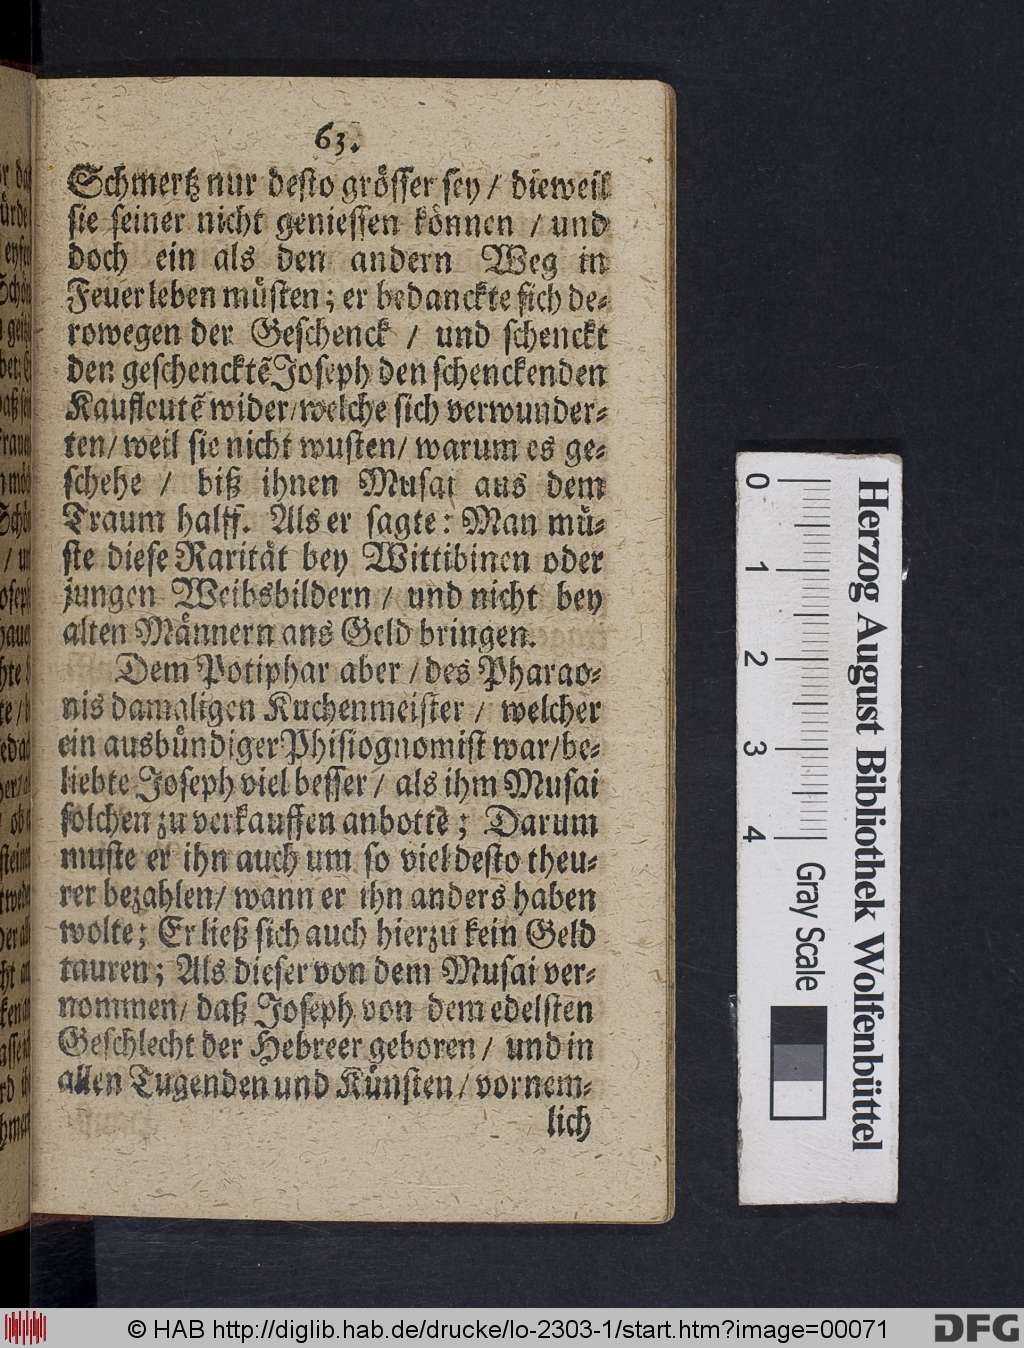 63.
Schmertz nur desto grösser sey / dieweil
sie seiner nicht geniessen können / und
doch ein als den andern Weg in
Feuer leben müsten; er bedanckte sich de-
rowegen der Geschenck / und schenckt
den geschencktẽ Joseph den schenckenden
Kaufleutẽ wider/welche sich verwunder-
ten/ weil sie nicht wusten/ warum es ge-
schehe / biß ihnen Musai aus dem
Traum halff. Als er sagte: Man mü-
ste diese Rarität bey Wittibinen oder
jungen Weibsbildern / und nicht bey
alten Männern ans Geld bringen.
Dem Potiphar aber / des Pharao-
nis damaligen Kuchenmeister / welcher
ein ausbündiger Phisiognomist war/be-
liebte Joseph viel besser / als ihm Musai
solchen zu verkauffen anbottẽ; Darum
muste er ihn auch um so viel desto theu-
rer bezahlen/ wann er ihn anders haben
wolte; Er ließ sich auch hierzu kein Geld
tauren; Als dieser von dem Musai ver-
nommen/ daß Joseph von dem edelsten
Geschlecht der Hebreer geboren / und in
allen Tugenden und Künsten / vornem-
lich
Herzog August Bibliothek Wolfenbüttel
0 1 2 3 4 Gray Scale
© HAB http://diglib.hab.de/drucke/lo-2303-1/start.htm?image=00071
DFG